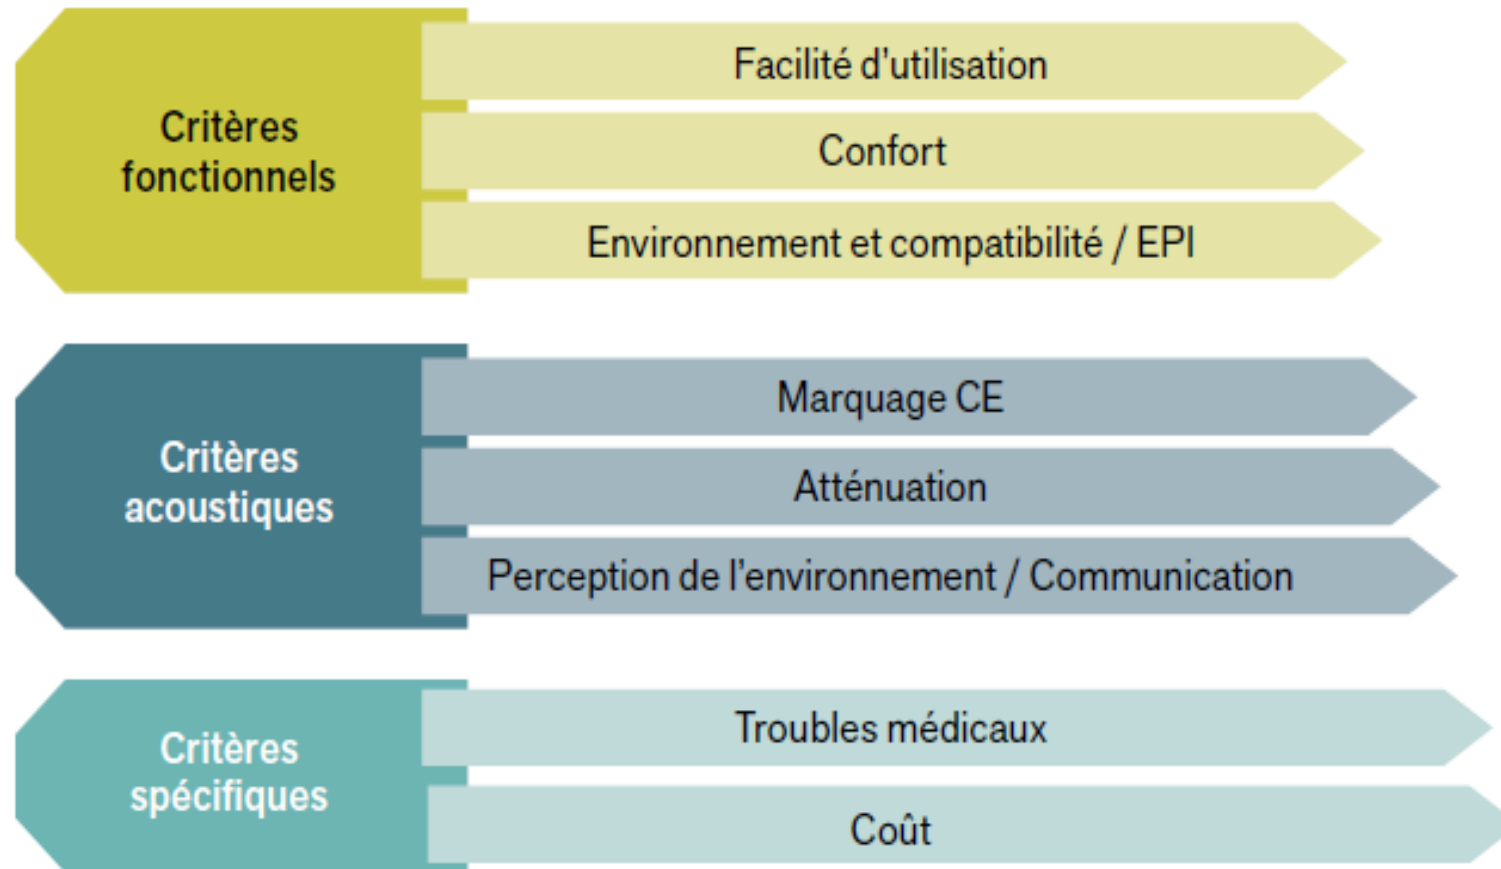 Critères
fonctionnels
Facilité d’utilisation
Confort
Environnement et compatibilité / EPI
Critères
acoustiques
Marquage CE
Atténuation
Perception de l’environnement / Communication
Critères
spécifiques
Troubles médicaux
Coût